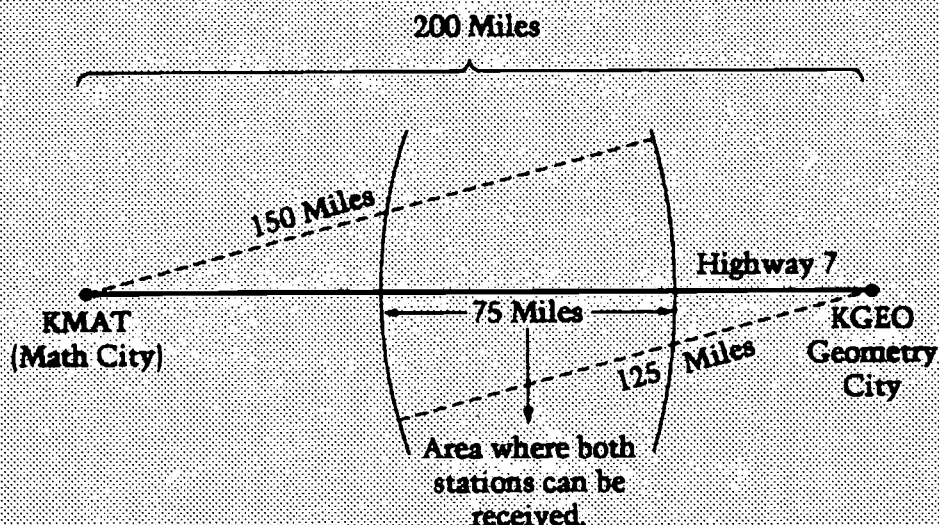 200 Miles
150 Miles
Highway 7
75 Miles
KMAT
(Math City)
KGEO
Geometry
City
125 Miles
Area where both
stations can be
received.